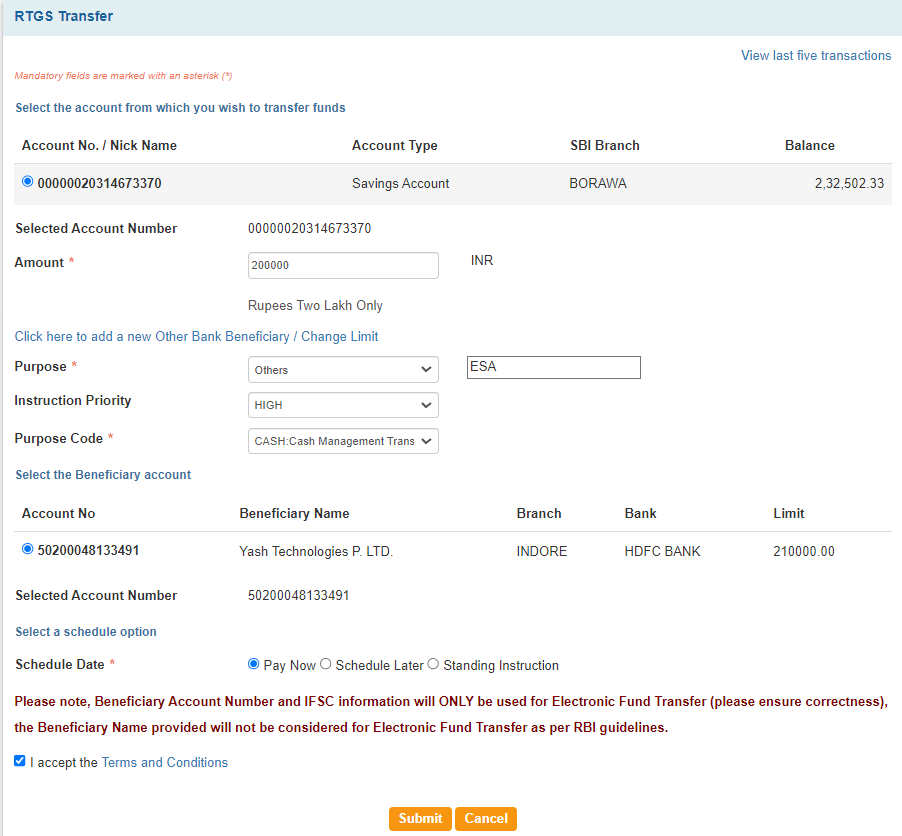 RTGS Transfer
View last five transactions
Mandatory fields are marked with an asterisk (*)
Select the account from which you wish to transfer funds
Account No. / Nick Name Account Type SBI Branch Balance
00000020314673370 Savings Account BORAWA 2,32,502.33
Selected Account Number 00000020314673370
Amount * 200000 INR
Rupees Two Lakh Only
Click here to add a new Other Bank Beneficiary / Change Limit
Purpose * Others ESA
Instruction Priority HIGH
Purpose Code * CASH:Cash Management Trans
Select the Beneficiary account
Account No Beneficiary Name Branch Bank Limit
50200048133491 Yash Technologies P. LTD. INDORE HDFC BANK 210000.00
Selected Account Number 50200048133491
Select a schedule option
Schedule Date * Pay Now Schedule Later Standing Instruction
Please note, Beneficiary Account Number and IFSC information will ONLY be used for Electronic Fund Transfer (please ensure correctness),
the Beneficiary Name provided will not be considered for Electronic Fund Transfer as per RBI guidelines.
I accept the Terms and Conditions
Submit Cancel